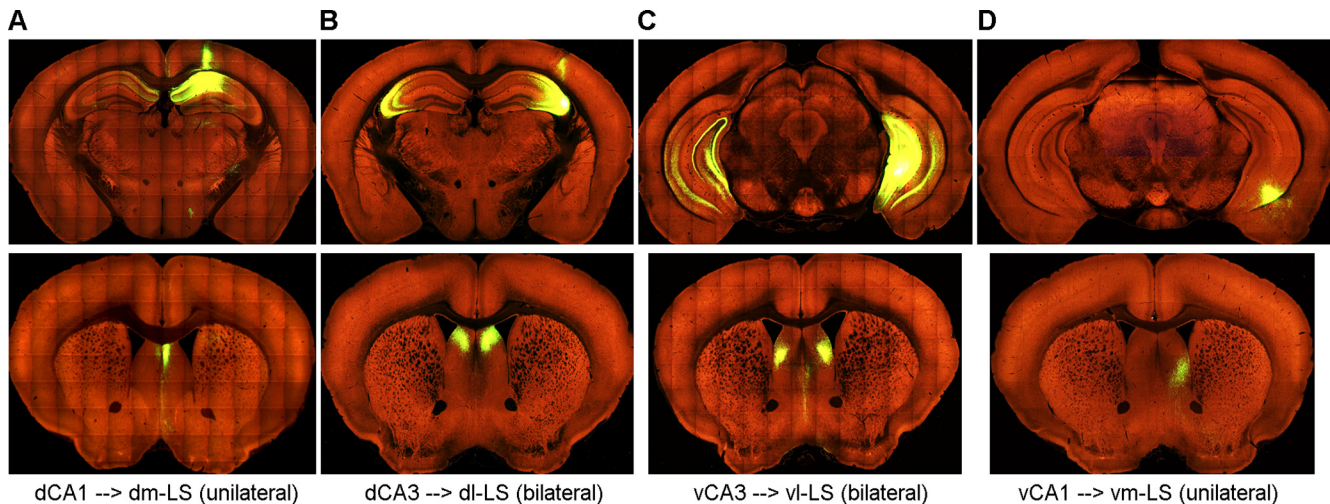 A
B
C
D
dCA1 --> dm-LS (unilateral)
dCA3 --> dl-LS (bilateral)
vCA3 --> vl-LS (bilateral)
vCA1 --> vm-LS (unilateral)